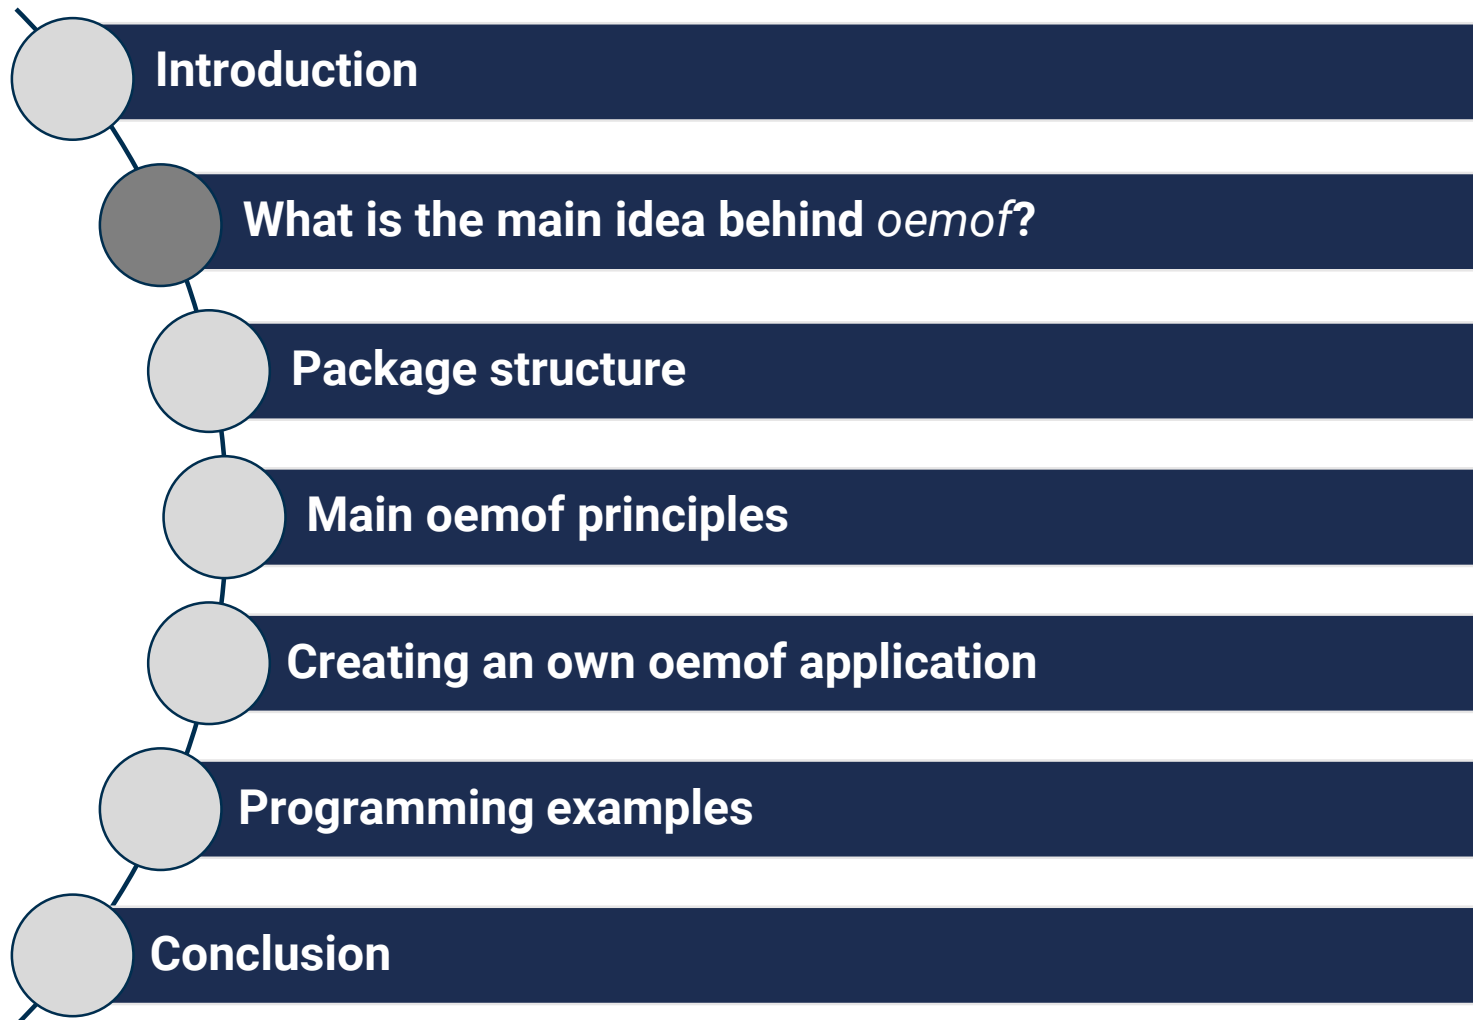 Introduction
What is the main idea behind oemof?
Package structure
Main oemof principles
Creating an own oemof application
Programming examples
Conclusion